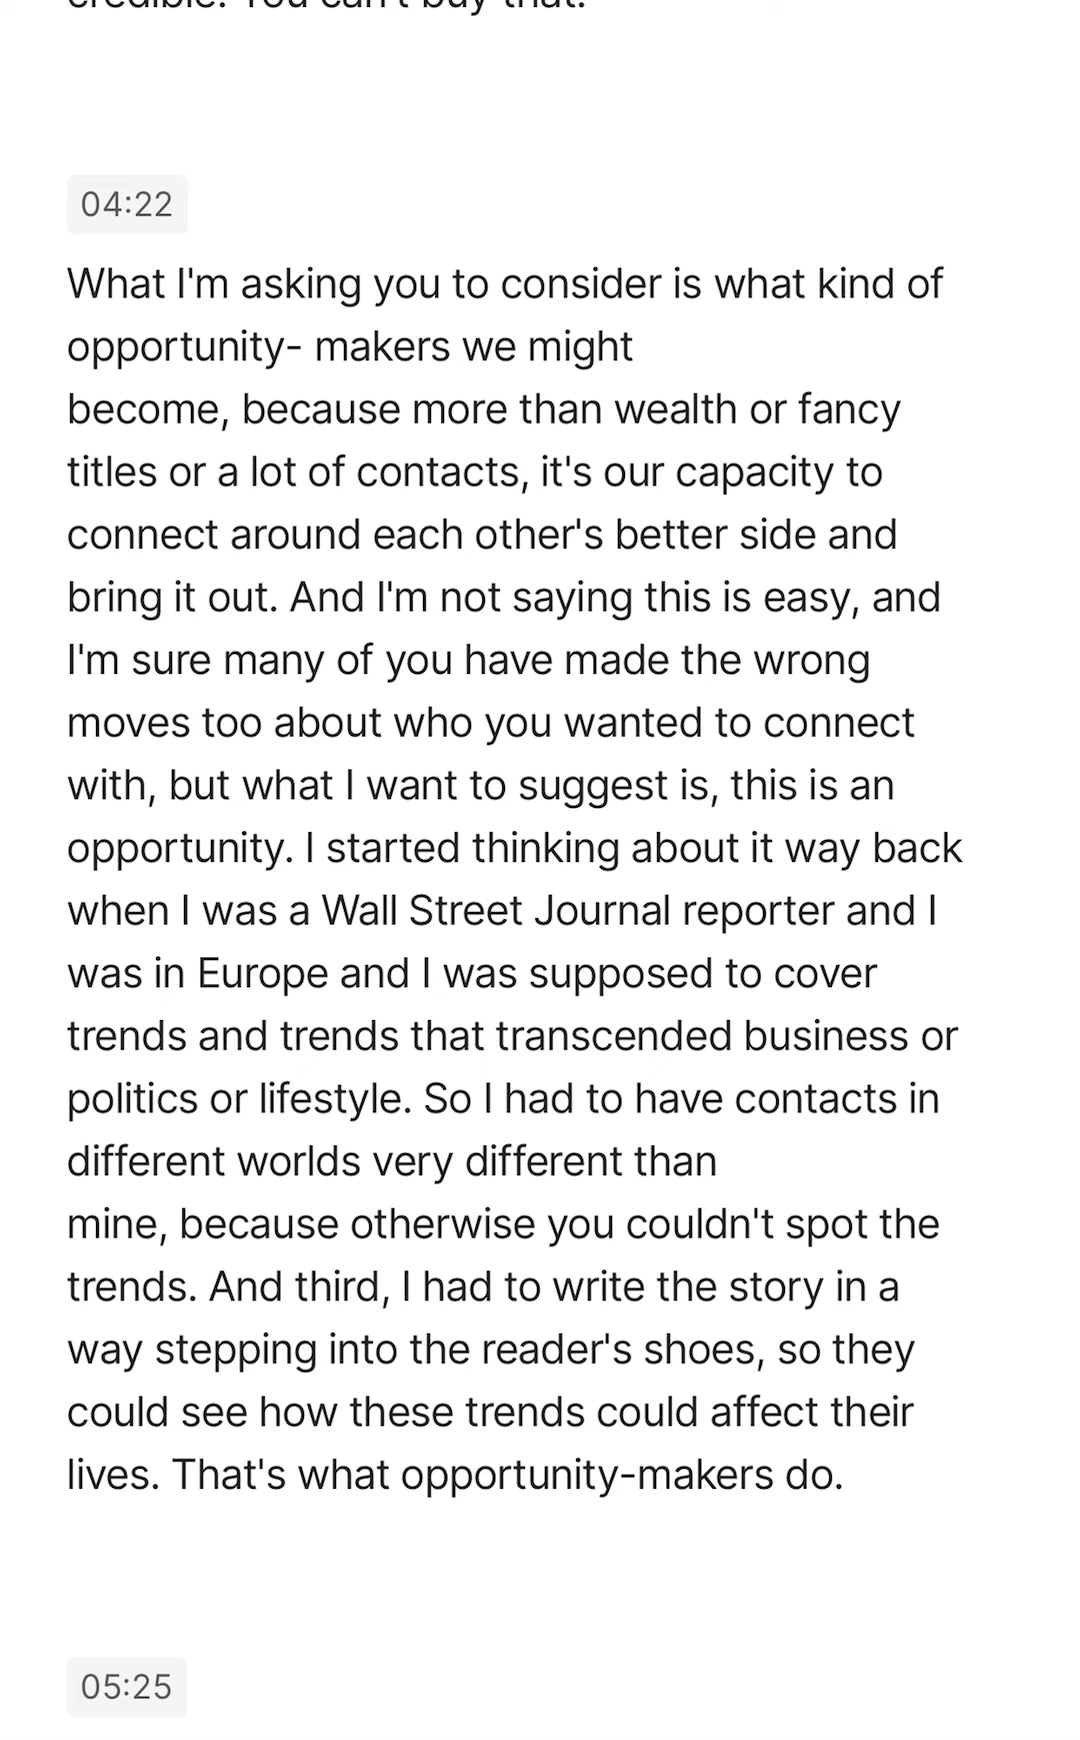 credible. You can't buy that.
04:22
What I'm asking you to consider is what kind of
opportunity- makers we might
become, because more than wealth or fancy
titles or a lot of contacts, it's our capacity to
connect around each other's better side and
bring it out. And I'm not saying this is easy, and
I'm sure many of you have made the wrong
moves too about who you wanted to connect
with, but what I want to suggest is, this is an
opportunity. I started thinking about it way back
when I was a Wall Street Journal reporter and I
was in Europe and I was supposed to cover
trends and trends that transcended business or
politics or lifestyle. So I had to have contacts in
different worlds very different than
mine, because otherwise you couldn't spot the
trends. And third, I had to write the story in a
way stepping into the reader's shoes, so they
could see how these trends could affect their
lives. That's what opportunity-makers do.
05:25